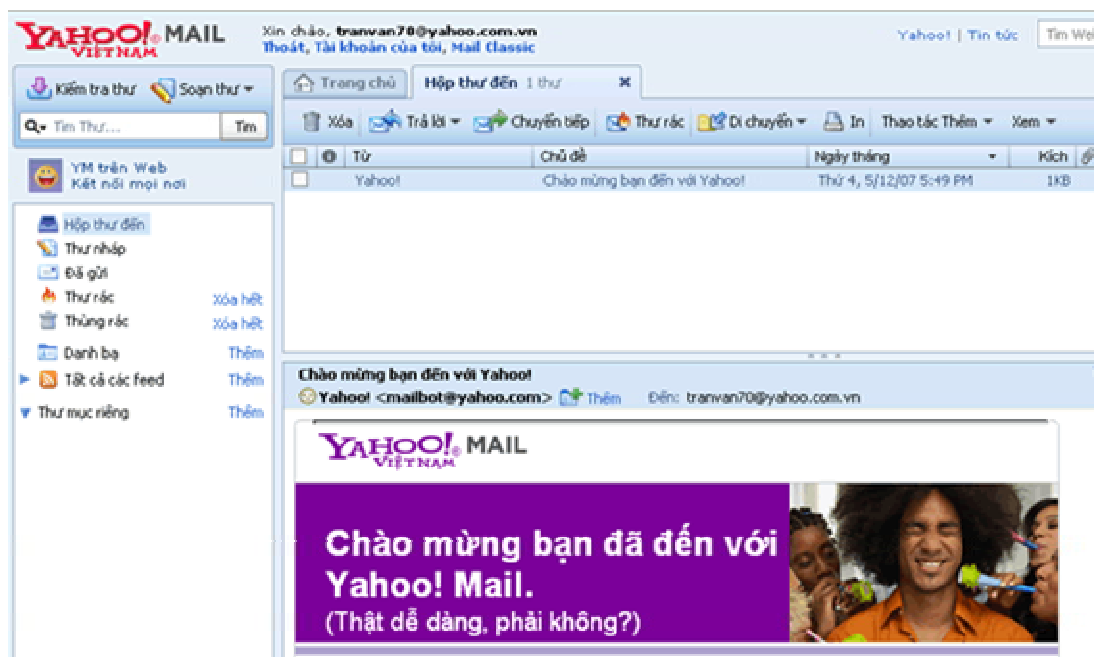 YAHOO! MAIL
VIỆT NAM
Xin chào, tranvan70@yahoo.com.vn
Thoát, Tài khoản của tôi, Mail Classic
Yahoo! | Tin tức
Tìm Web
Kiểm tra thư
Soạn thư
Tìm Thư...
Tìm
YM trên Web
Kết nối mọi nơi
Hộp thư đến
Thư nháp
Đã gửi
Thư rác Xóa hết
Thùng rác Xóa hết
Danh bạ Thêm
Tất cả các feed Thêm
Thư mục riêng Thêm
Trang chủ
Hộp thư đến 1 thư
Xóa Trả lời Chuyển tiếp Thư rác Di chuyển In Thao tác Thêm Xem
Từ Chủ đề Ngày tháng Kích
Yahoo! Chào mừng bạn đến với Yahoo! Thứ 4, 5/12/07 5:49 PM 1KB
Chào mừng bạn đến với Yahoo!
Yahoo! <mailbot@yahoo.com> Thêm Đến: tranvan70@yahoo.com.vn
YAHOO! MAIL
VIỆT NAM
Chào mừng bạn đã đến với
Yahoo! Mail.
(Thật dễ dàng, phải không?)